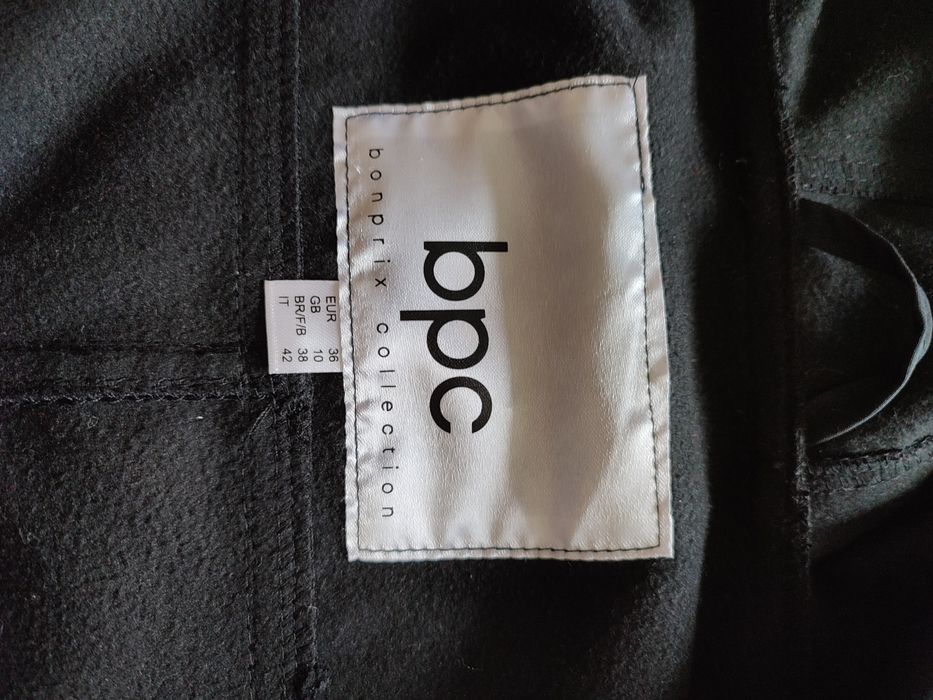 bpc
bonprix collection
EUR 36
GB 10
BR/F/B 38
IT 42